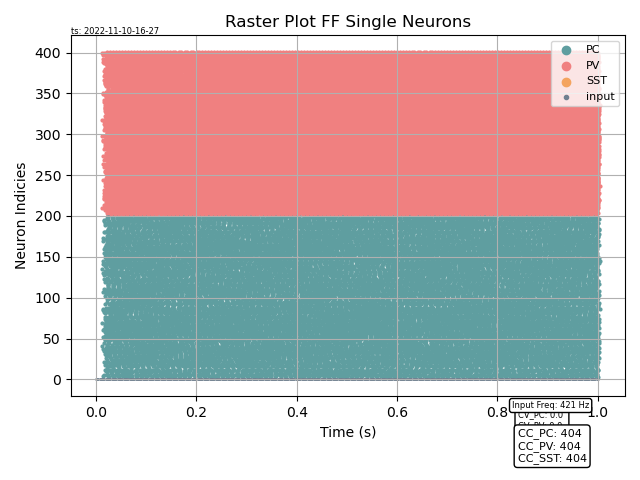 Raster Plot FF Single Neurons
ts: 2022-11-10-16-27
400
350
300
250
200
150
100
50
0
Neuron Indicies
PC
PV
SST
input
0.0
0.2
0.4
0.6
0.8
1.0
Time (s)
Input Freq: 421 Hz
CV_PC: 0.0
CC_PC: 404
CC_PV: 404
CC_SST: 404